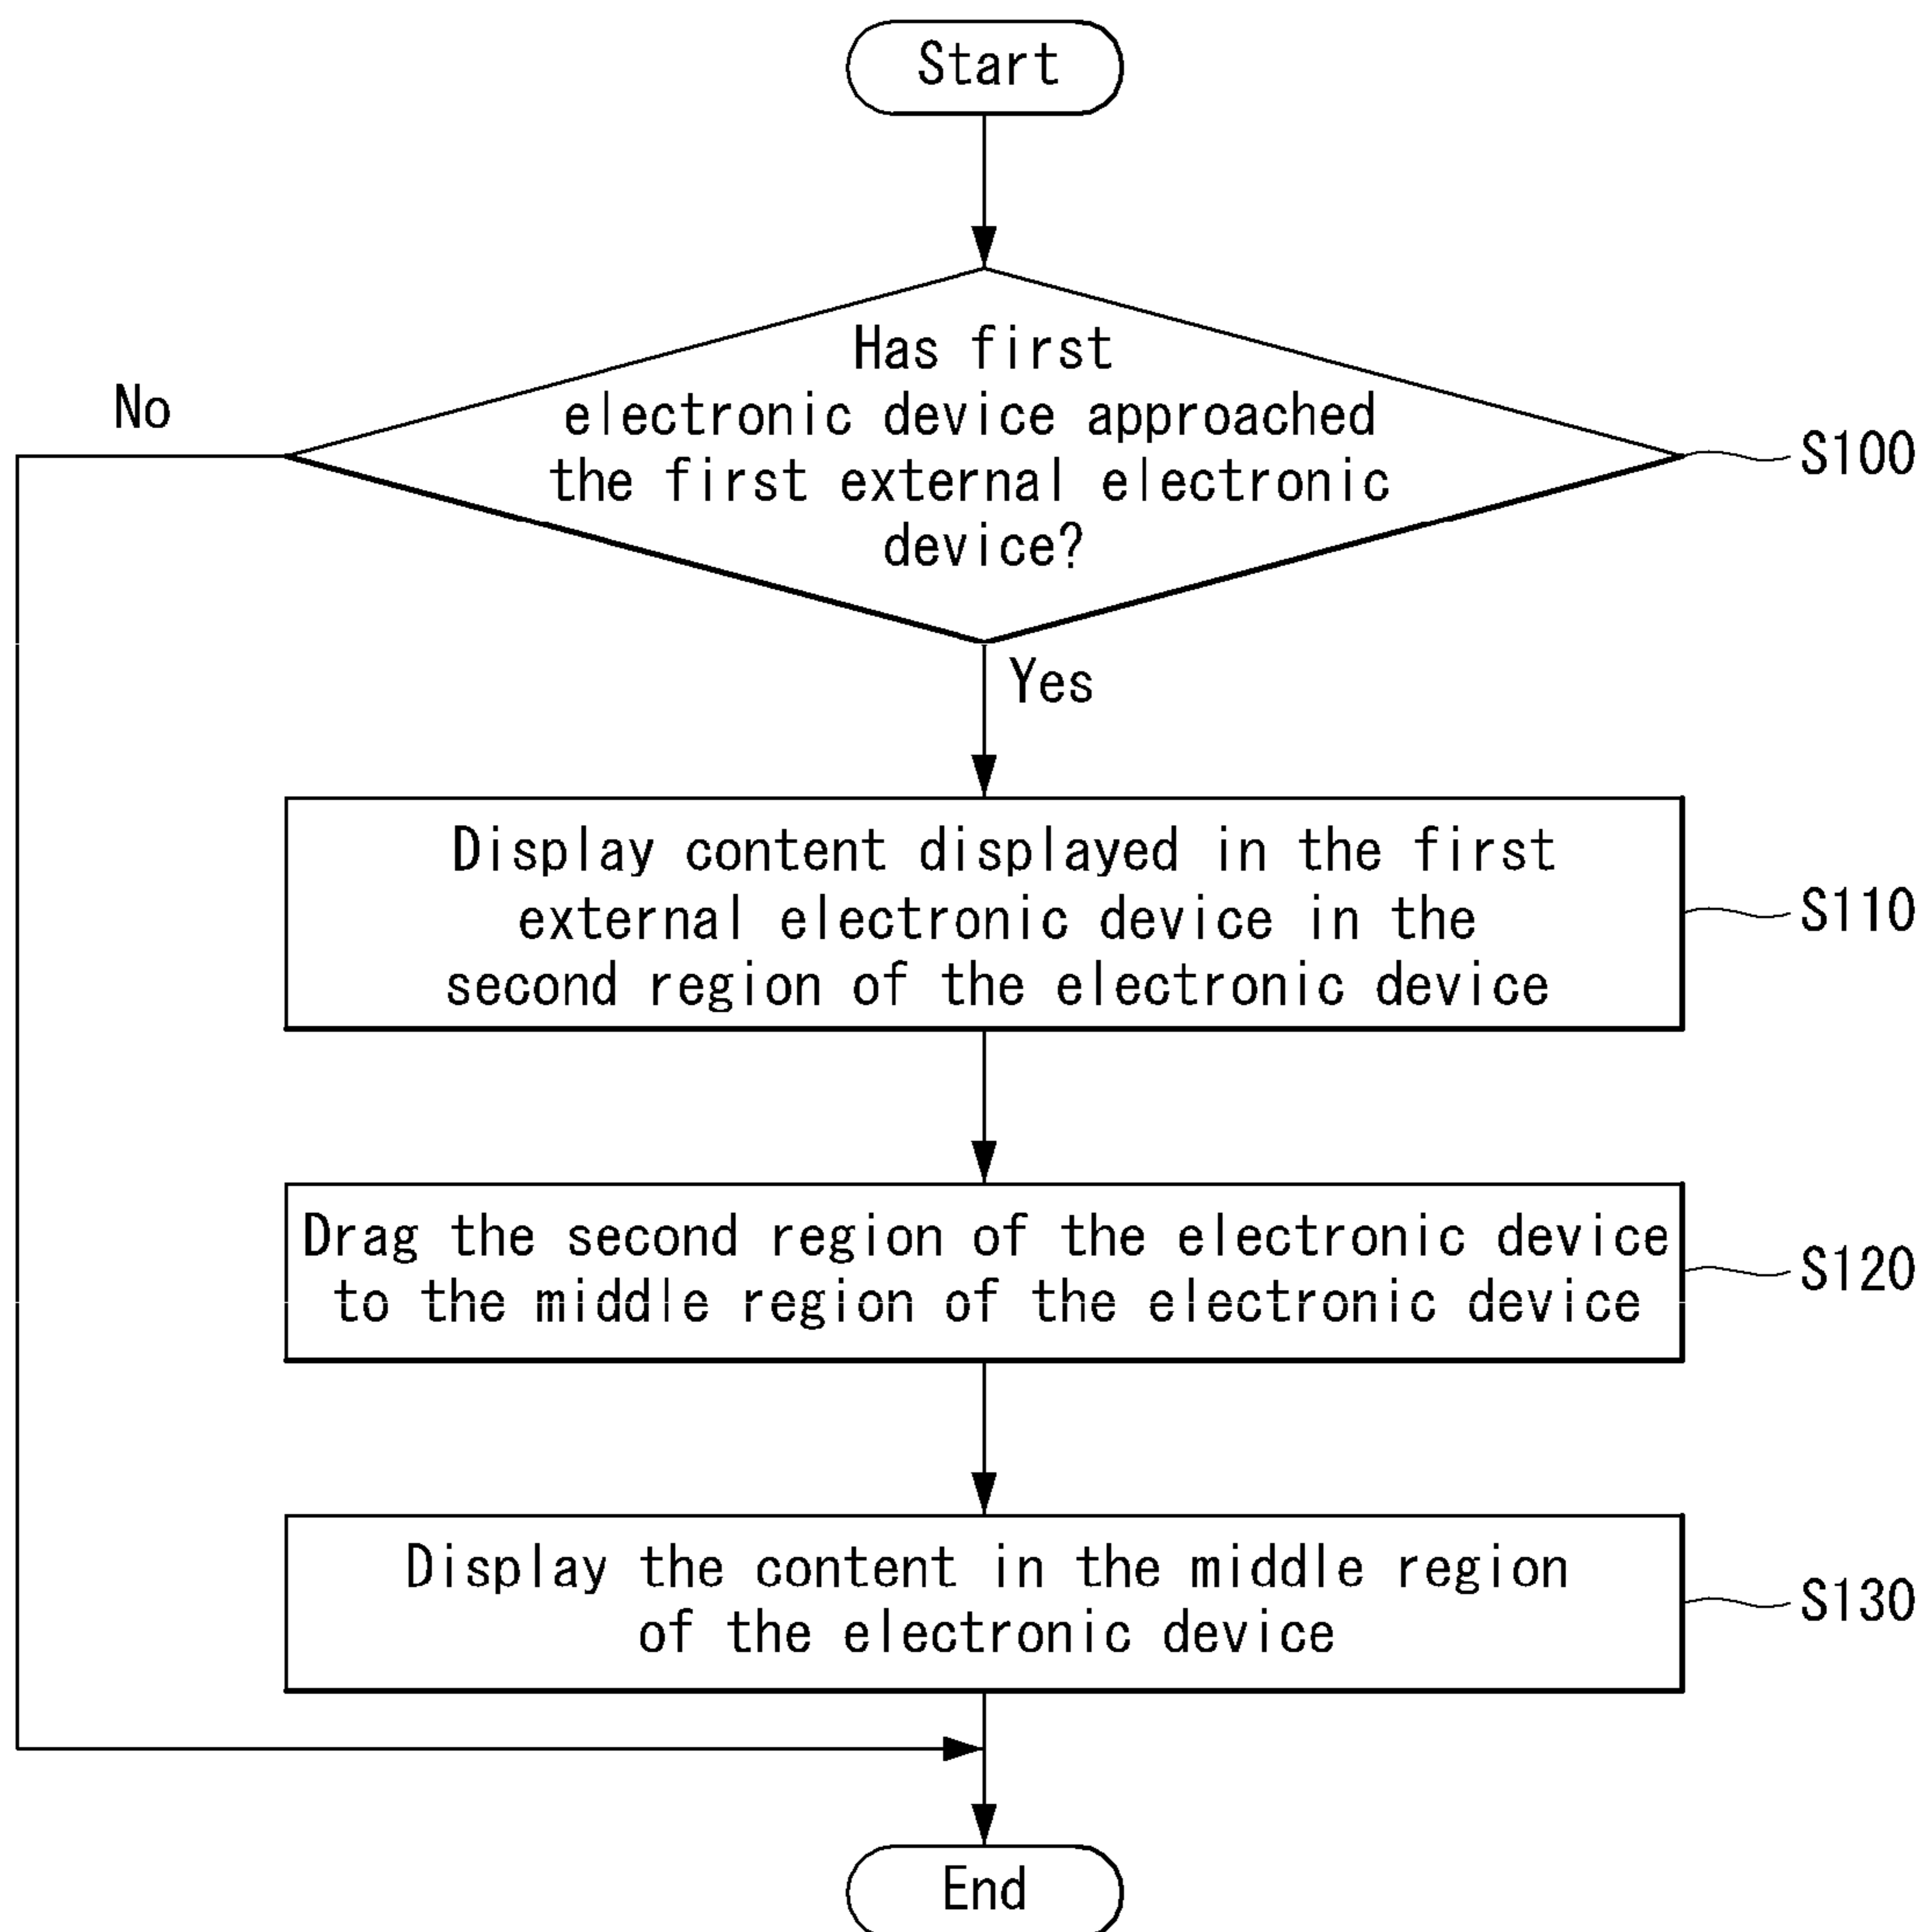 Start
Has first
electronic device approached
the first external electronic
device?
No
S100
Yes
Display content displayed in the first
external electronic device in the
second region of the electronic device
S110
Drag the second region of the electronic device
to the middle region of the electronic device
S120
Display the content in the middle region
of the electronic device
S130
End